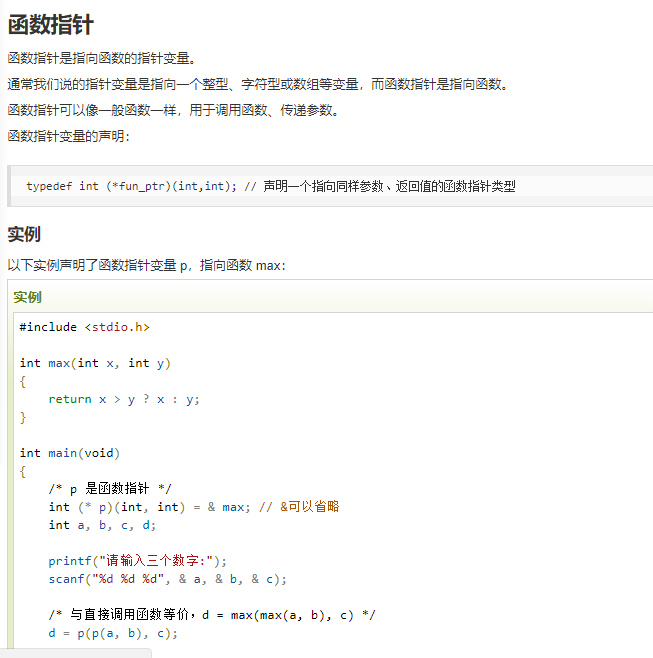 函数指针
函数指针是指向函数的指针变量。
通常我们说的指针变量是指向一个整型、字符型或数组等变量，而函数指针是指向函数。
函数指针可以像一般函数一样，用于调用函数、传递参数。
函数指针变量的声明：
typedef int (*fun_ptr)(int,int); // 声明一个指向同样参数、返回值的函数指针类型
实例
以下实例声明了函数指针变量 p，指向函数 max：
实例
#include <stdio.h>
int max(int x, int y)
{
    return x > y ? x : y;
}
int main(void)
{
    /* p 是函数指针 */
    int (* p)(int, int) = & max; // &可以省略
    int a, b, c, d;
    printf("请输入三个数字:");
    scanf("%d %d %d", & a, & b, & c);
    /* 与直接调用函数等价，d = max(max(a, b), c) */
    d = p(p(a, b), c);